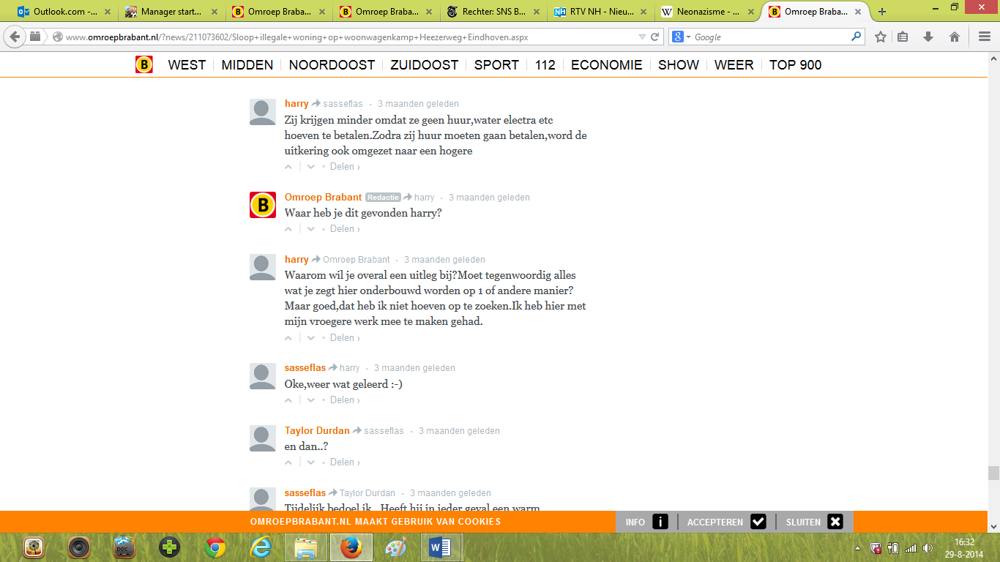 Outlook.com -...
Manager start...
Omroep Braba...
Omroep Braba...
Rechter: SNS B...
RTV NH - Nieu...
Neonazisme - ...
Omroep Braba...
www.omroepbrabant.nl/?news/211073602/Sloop+illegale+woning+op+woonwagenkamp+Heezerweg+Eindhoven.aspx
Google
B WEST MIDDEN NOORDOOST ZUIDOOST SPORT 112 ECONOMIE SHOW WEER TOP 900
harry sasseflas · 3 maanden geleden
Zij krijgen minder omdat ze geen huur,water electra etc
hoeven te betalen.Zodra zij huur moeten gaan betalen,word de
uitkering ook omgezet naar een hogere
Delen ›
Omroep Brabant Redactie harry · 3 maanden geleden
Waar heb je dit gevonden harry?
Delen ›
harry Omroep Brabant · 3 maanden geleden
Waarom wil je overal een uitleg bij?Moet tegenwoordig alles
wat je zegt hier onderbouwd worden op 1 of andere manier?
Maar goed,dat heb ik niet hoeven op te zoeken.Ik heb hier met
mijn vroegere werk mee te maken gehad.
Delen ›
sasseflas harry · 3 maanden geleden
Oke,weer wat geleerd :-)
Delen ›
Taylor Durdan sasseflas · 3 maanden geleden
en dan..?
Delen ›
sasseflas Taylor Durdan · 3 maanden geleden
Tijdelijk bedoel ik...Heeft hij in ieder geval een warm
OMROEPBRABANT.NL MAAKT GEBRUIK VAN COOKIES
INFO i ACCEPTEREN SLUITEN
DOC
16:32
29-8-2014